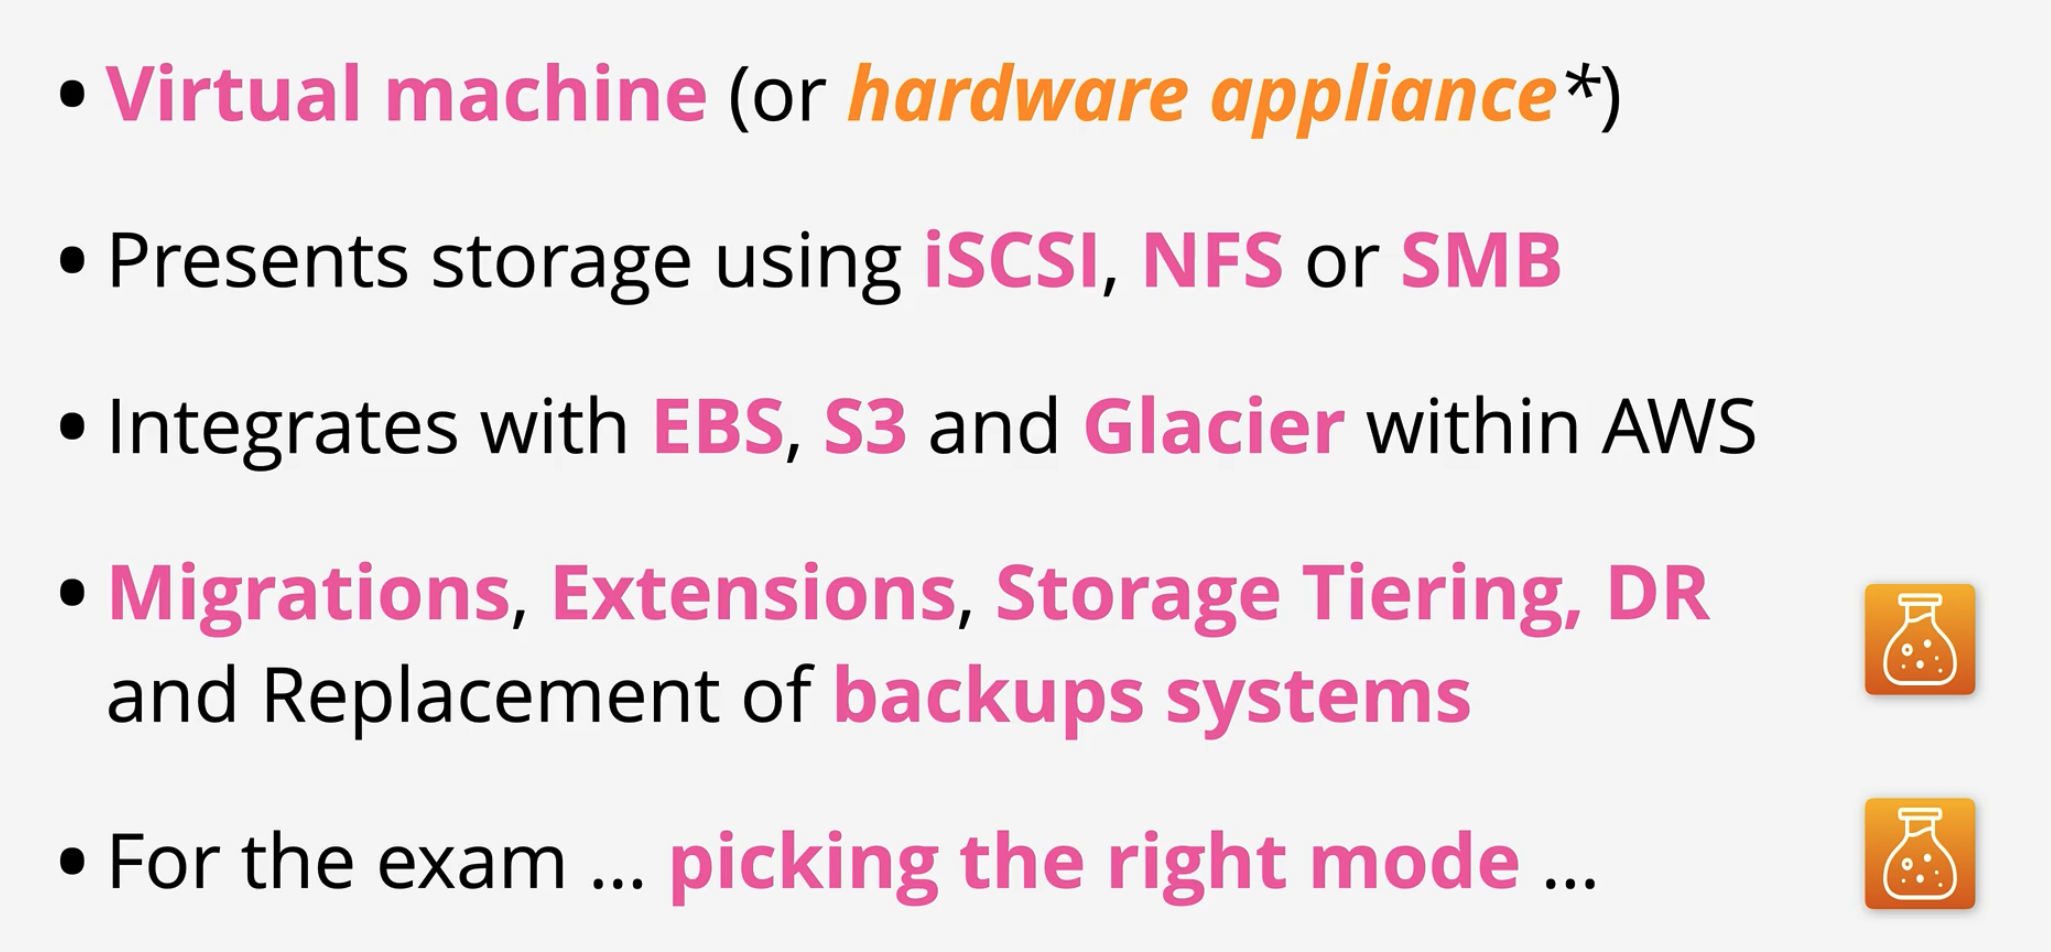 • Virtual machine (or hardware appliance*)
• Presents storage using iSCSI, NFS or SMB
• Integrates with EBS, S3 and Glacier within AWS
• Migrations, Extensions, Storage Tiering, DR
and Replacement of backups systems
• For the exam ... picking the right mode ...